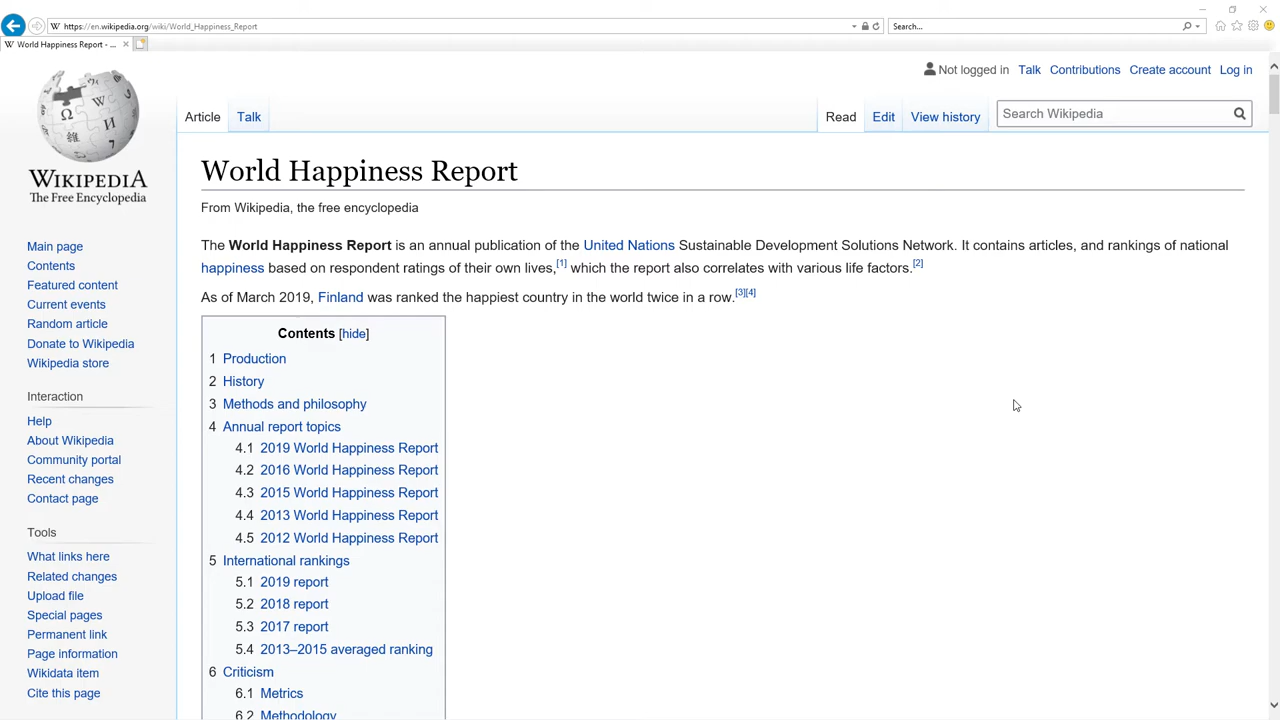 https://en.wikipedia.org/wiki/World_Happiness_Report
Search...
World Happiness Report - ...
Not logged in Talk Contributions Create account Log in
Article Talk Read Edit View history Search Wikipedia
WIKIPEDIA
The Free Encyclopedia
Main page
Contents
Featured content
Current events
Random article
Donate to Wikipedia
Wikipedia store
Interaction
Help
About Wikipedia
Community portal
Recent changes
Contact page
Tools
What links here
Related changes
Upload file
Special pages
Permanent link
Page information
Wikidata item
Cite this page
World Happiness Report
From Wikipedia, the free encyclopedia
The World Happiness Report is an annual publication of the United Nations Sustainable Development Solutions Network. It contains articles, and rankings of national
happiness based on respondent ratings of their own lives,[1] which the report also correlates with various life factors.[2]
As of March 2019, Finland was ranked the happiest country in the world twice in a row.[3][4]
Contents [hide]
1 Production
2 History
3 Methods and philosophy
4 Annual report topics
4.1 2019 World Happiness Report
4.2 2016 World Happiness Report
4.3 2015 World Happiness Report
4.4 2013 World Happiness Report
4.5 2012 World Happiness Report
5 International rankings
5.1 2019 report
5.2 2018 report
5.3 2017 report
5.4 2013–2015 averaged ranking
6 Criticism
6.1 Metrics
6.2 Methodology